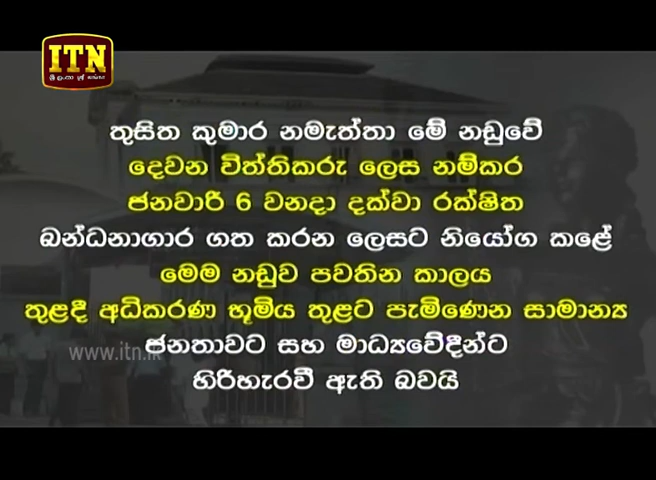 ITN
ශ්‍රී ලංකා
තුසිත කුමාර නමැත්තා මේ නඩුවේ
දෙවන විත්තිකරු ලෙස නම්කර
ජනවාරි 6 වනදා දක්වා රක්ෂිත
බන්ධනාගාර ගත කරන ලෙසට නියෝග කළේ
මෙම නඩුව පවතින කාලය
තුළදී අධිකරණ භූමිය තුළට පැමිණෙන සාමාන්‍ය
ජනතාවට සහ මාධ්‍යවේදීන්ට
www.itn.lk
හිරිහැරවී ඇති බවයි